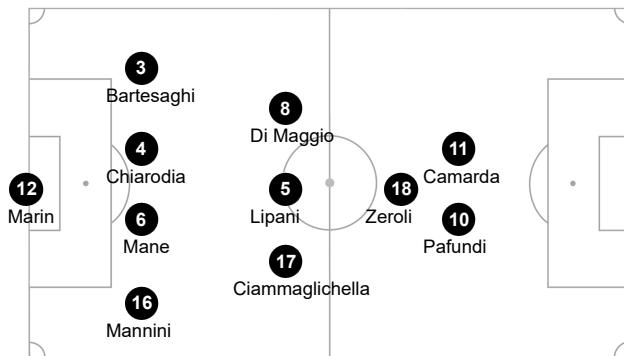 3
Bartesaghi
8
Di Maggio
4
Chiarodia
11
Camarda
12
Marin
5
Lipani
18
Zeroli
6
Mane
10
Pafundi
17
Ciammaglichella
16
Mannini